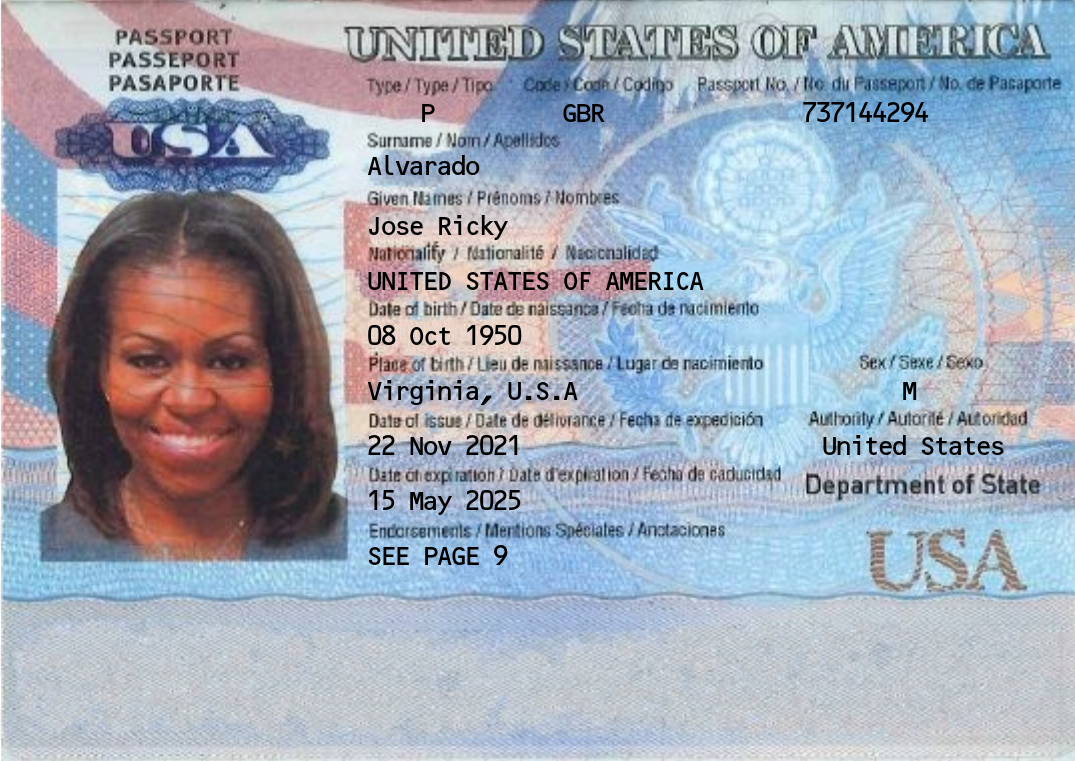 PASSPORT
PASSEPORT
PASAPORTE
USA
UNITED STATES OF AMERICA
Type / Type / Tipo Code / Code / Codigo Passport No. / No. du Passeport / No. de Pasaporte
P GBR 737144294
Surname / Nom / Apellidos
Alvarado
Given Names / Prénoms / Nombres
Jose Ricky
Nationality / Nationalité / Nacionalidad
UNITED STATES OF AMERICA
Date of birth / Date de naissance / Fecha de nacimiento
08 Oct 1950
Place of birth / Lieu de naissance / Lugar de nacimiento Sex / Sexe / Sexo
Virginia, U.S.A M
Date of issue / Date de délivrance / Fecha de expedición Authority / Autorité / Autoridad
22 Nov 2021 United States
Date of expiration / Date d'expiration / Fecha de caducidad Department of State
15 May 2025
Endorsements / Mentions Spéciales / Anotaciones
SEE PAGE 9
USA